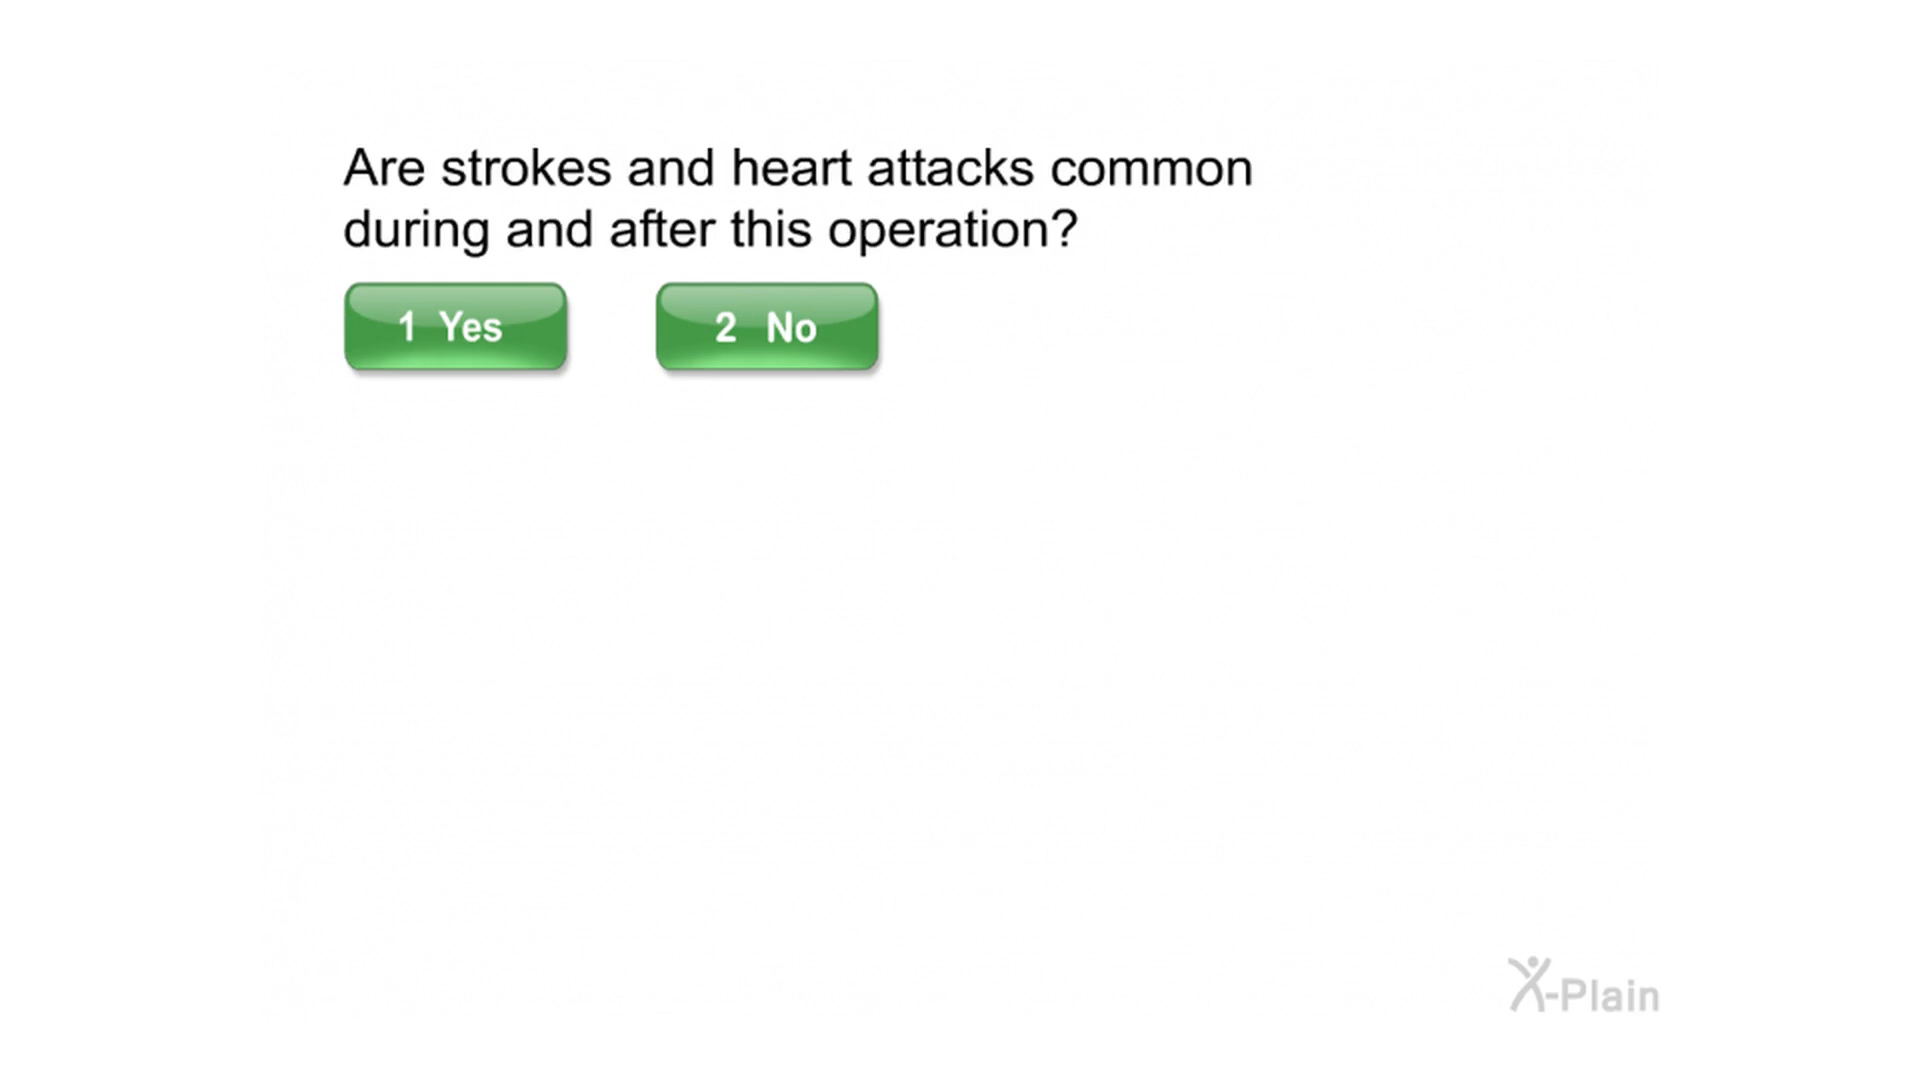 Are strokes and heart attacks common
during and after this operation?
1 Yes 2 No
X-Plain